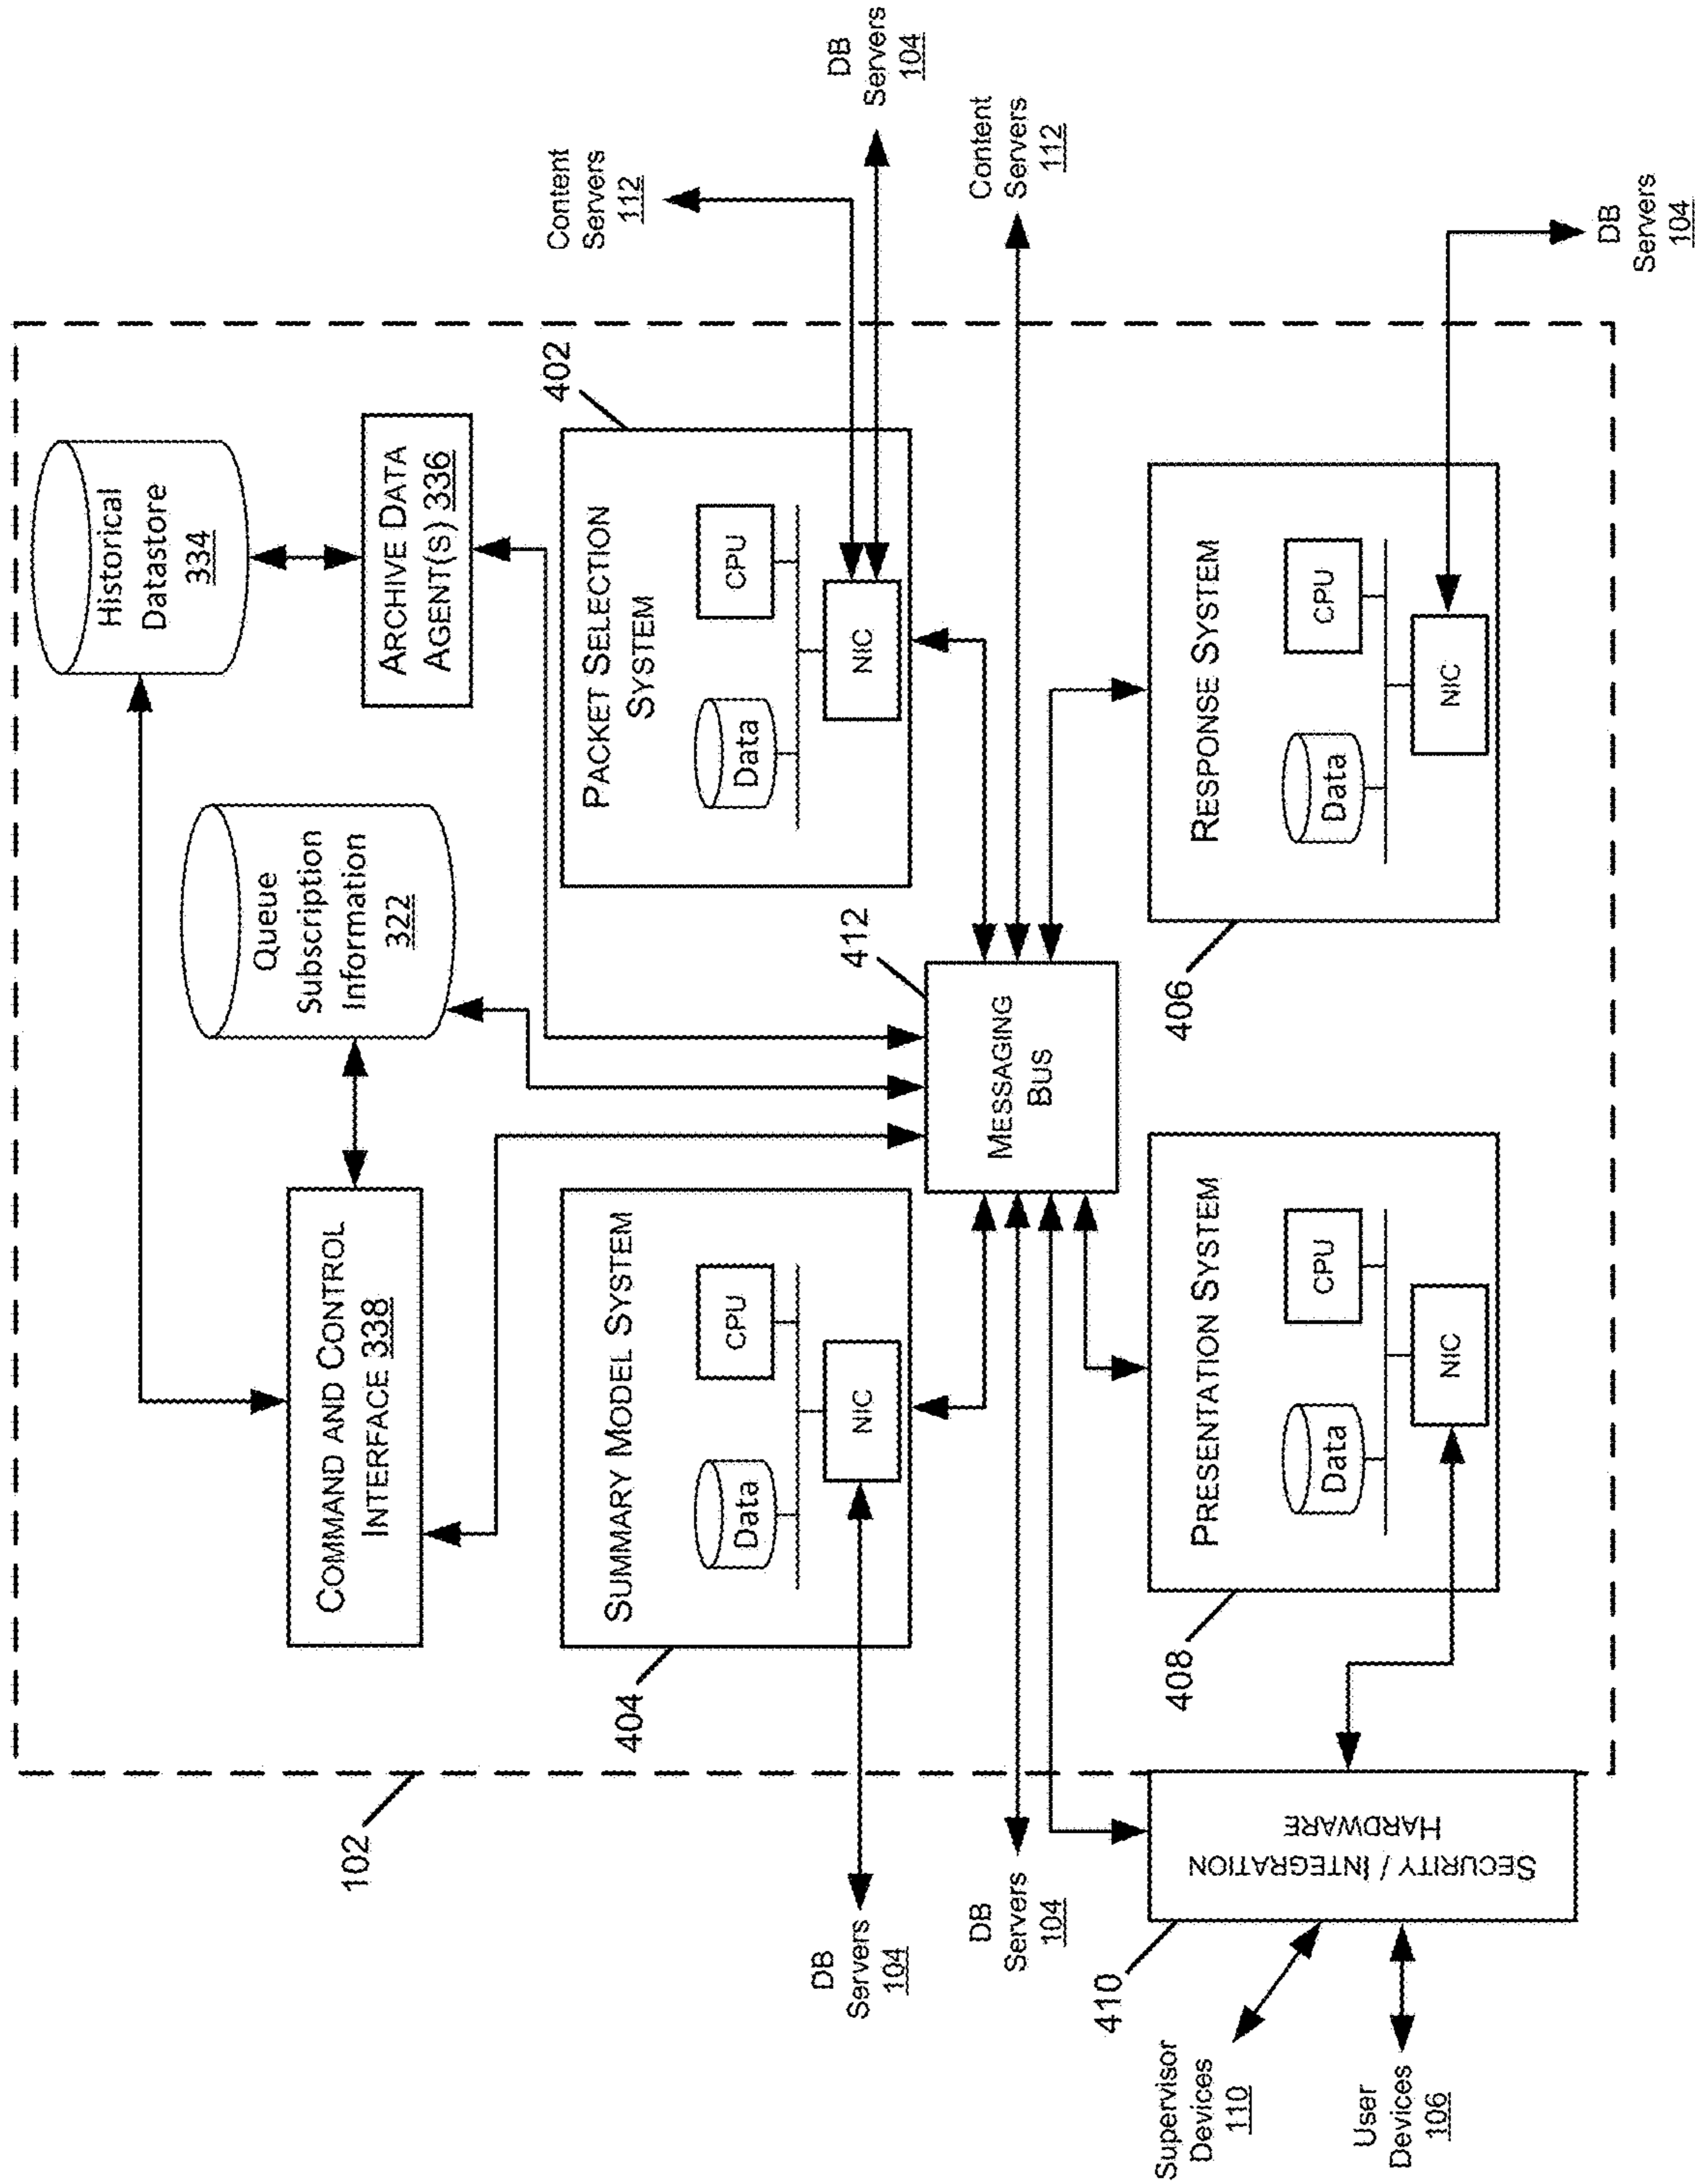 COMMAND AND CONTROL
INTERFACE 338
Queue
Subscription
Information
322
Historical
Datastore
334
ARCHIVE DATA
AGENT(S) 336
102
404
SUMMARY MODEL SYSTEM
Data
CPU
NIC
402
PACKET SELECTION
SYSTEM
Data
CPU
NIC
Content
Servers
112
DB
Servers
104
DB
Servers
104
412
MESSAGING
BUS
DB
Servers
104
Content
Servers
112
410
SECURITY / INTEGRATION
HARDWARE
Supervisor
Devices
110
User
Devices
106
408
PRESENTATION SYSTEM
Data
CPU
NIC
406
RESPONSE SYSTEM
Data
CPU
NIC
DB
Servers
104